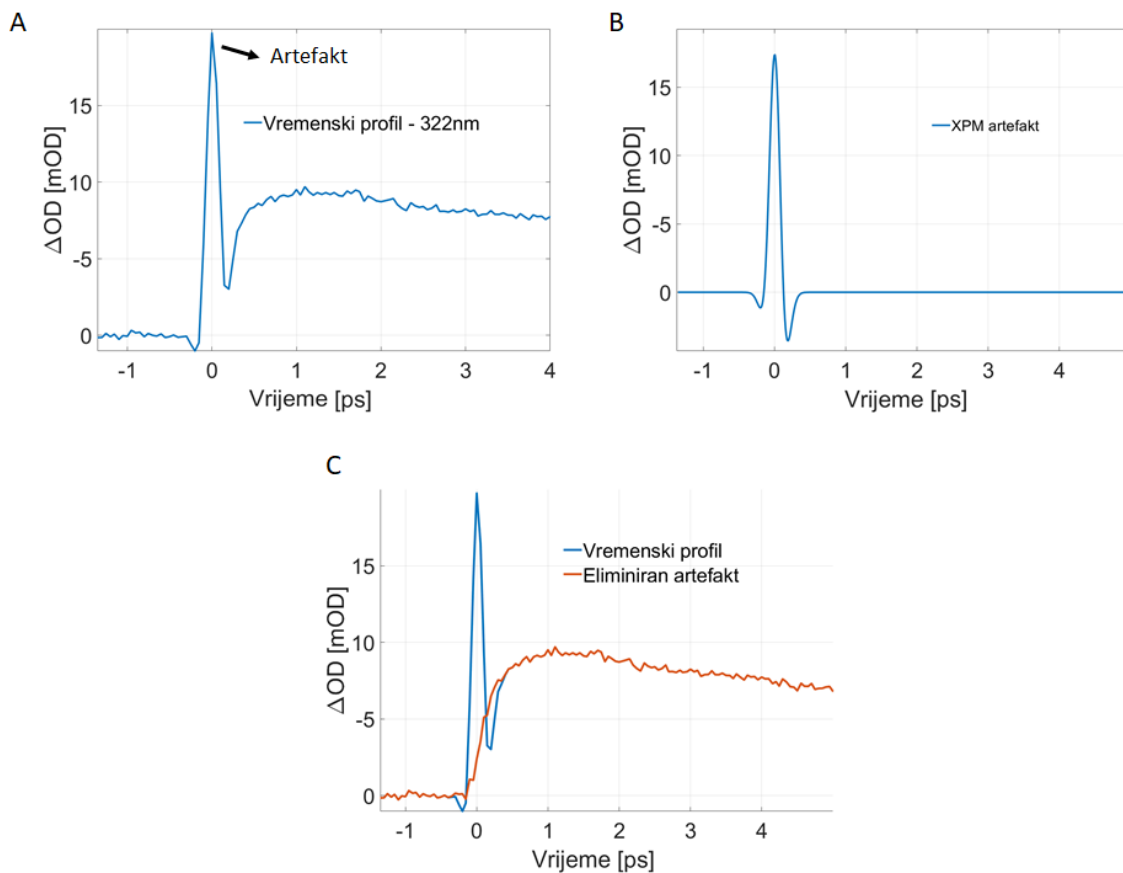 A
Artefakt
Vremenski profil - 322nm
ΔOD [mOD]
15
10
-5
0
-1
0
1
2
3
4
Vrijeme [ps]
B
XPM artefakt
ΔOD [mOD]
15
10
-5
0
-1
0
1
2
3
4
Vrijeme [ps]
C
Vremenski profil
Eliminiran artefakt
ΔOD [mOD]
15
10
-5
0
-1
0
1
2
3
4
Vrijeme [ps]